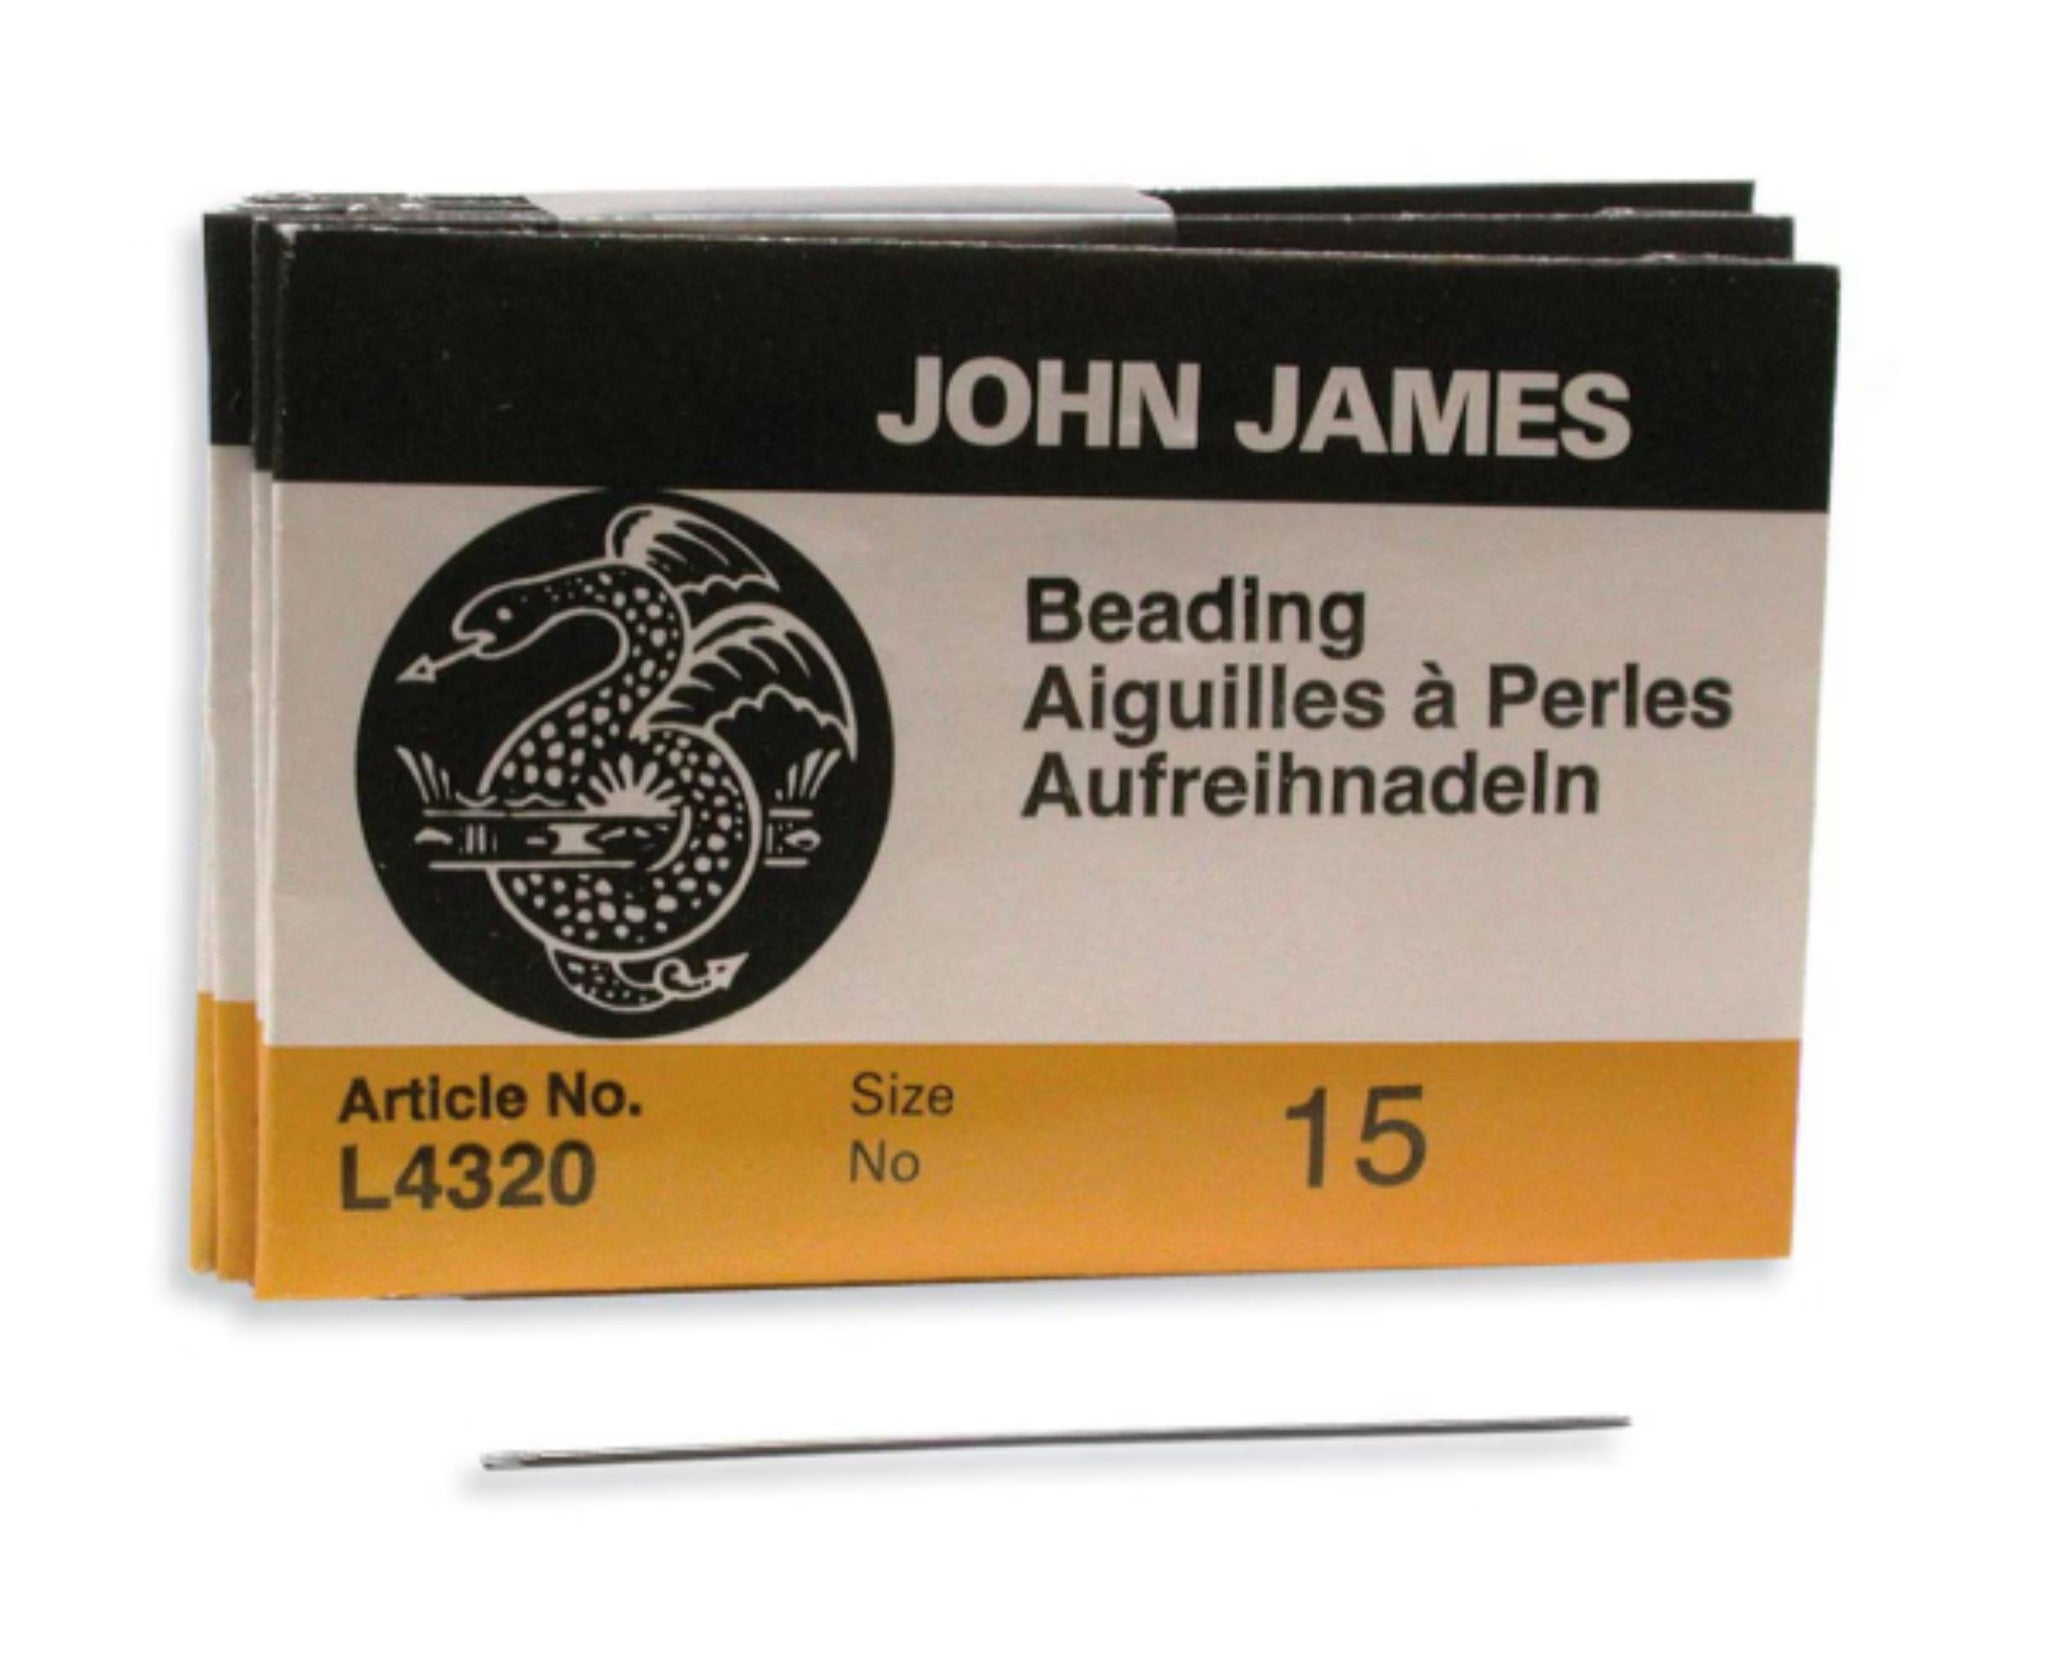 JOHN JAMES
Beading
Aiguilles à Perles
Aufreihnadeln
Article No.
L4320
Size
No
15